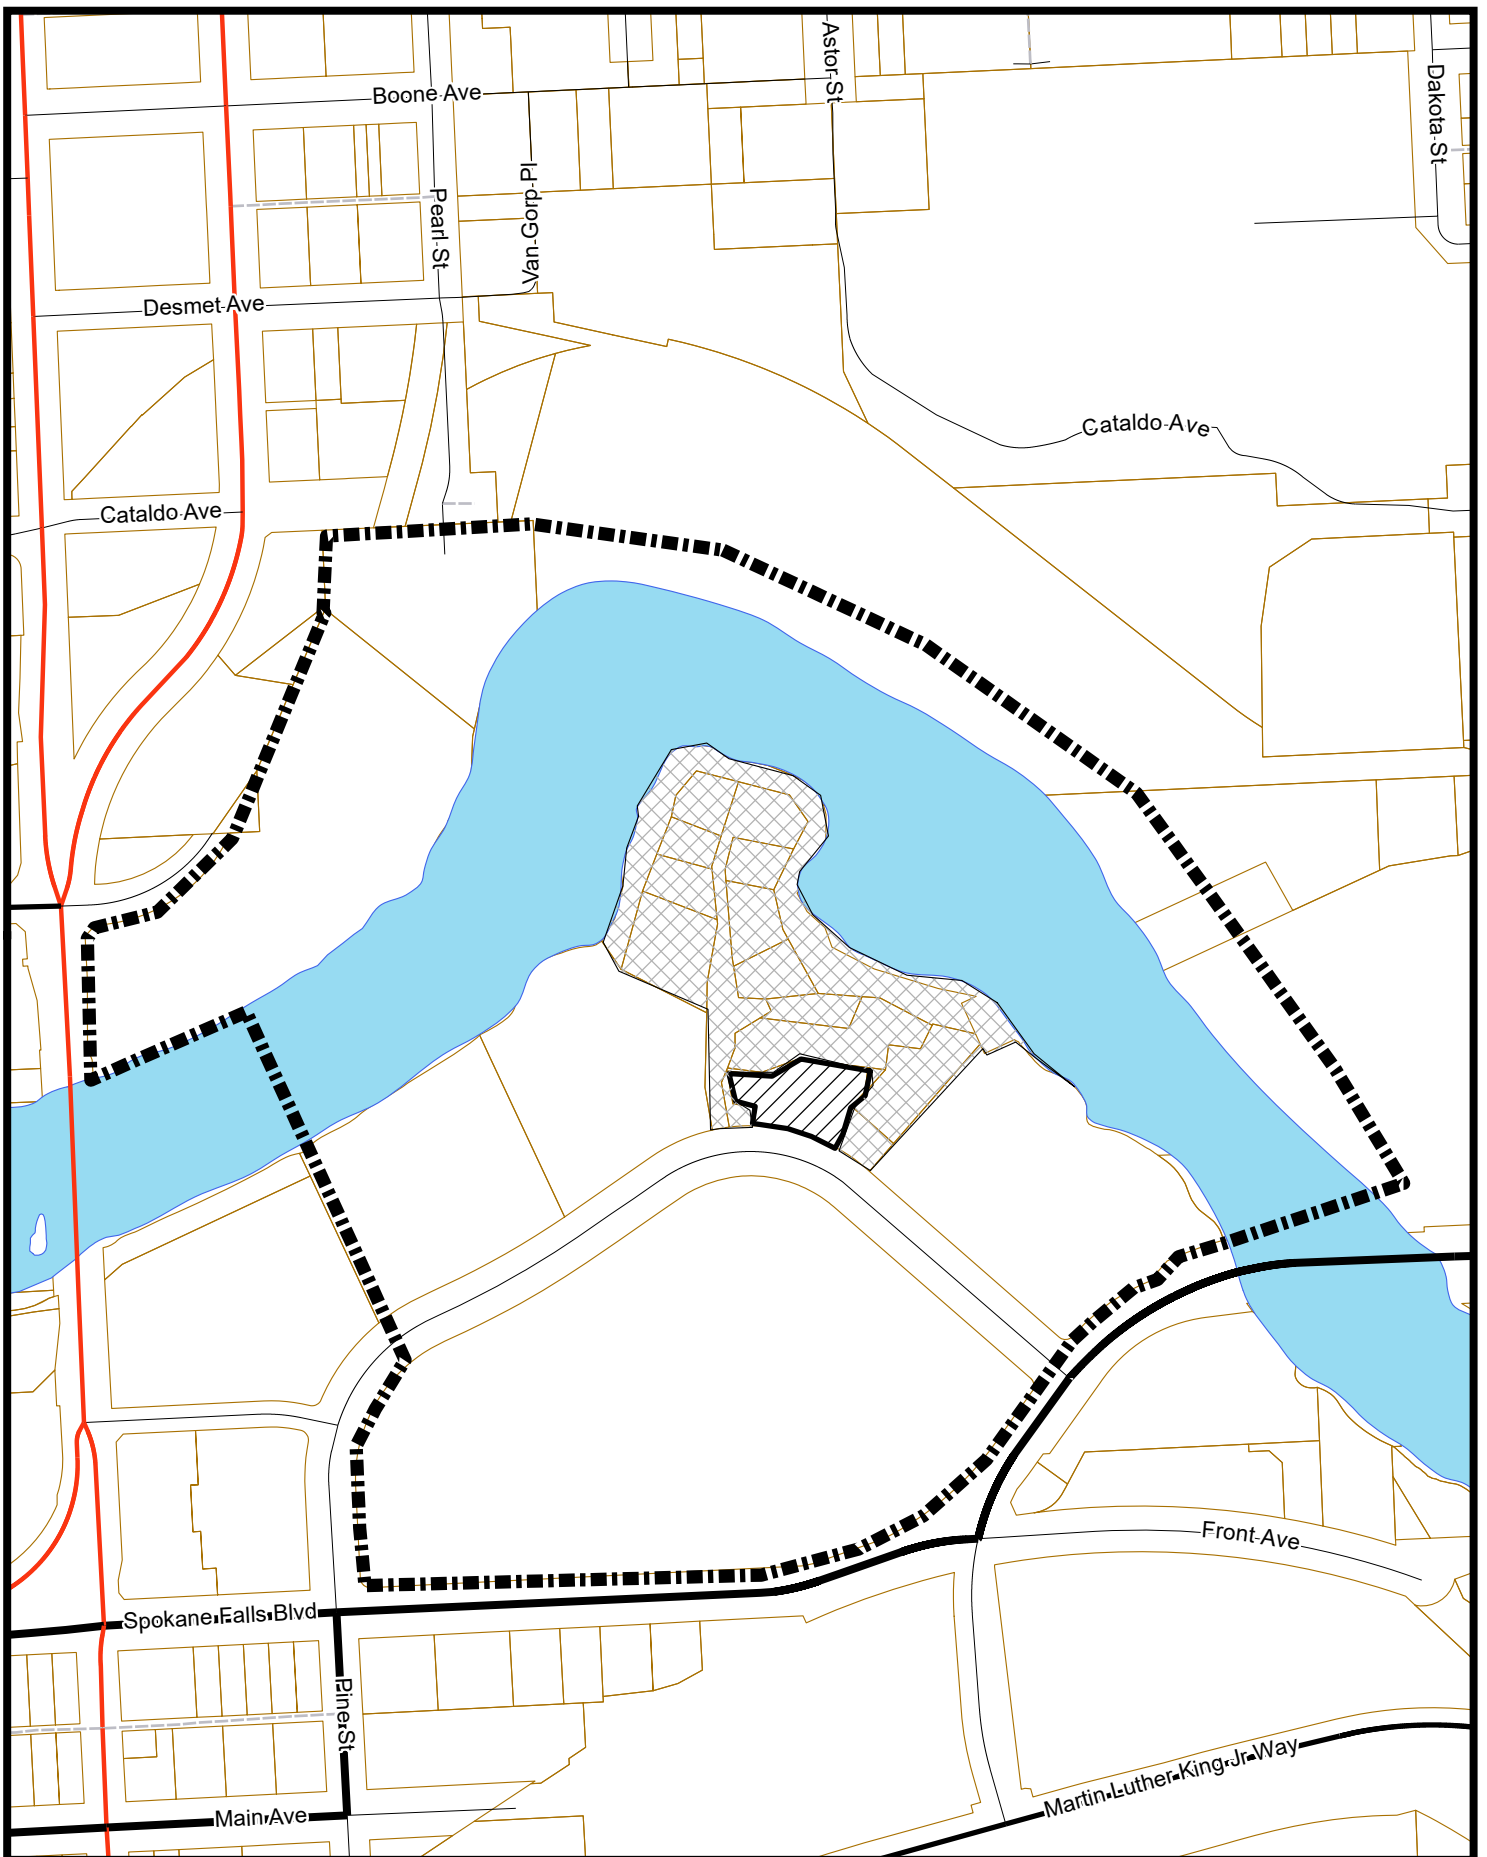 Astor St
Dakota St
Boone Ave
Pearl St
Van Gorp Pl
Desmet Ave
Cataldo Ave
Cataldo Ave
Front Ave
Spokane Falls Blvd
Pine St
Martin Luther King Jr Way
Main Ave